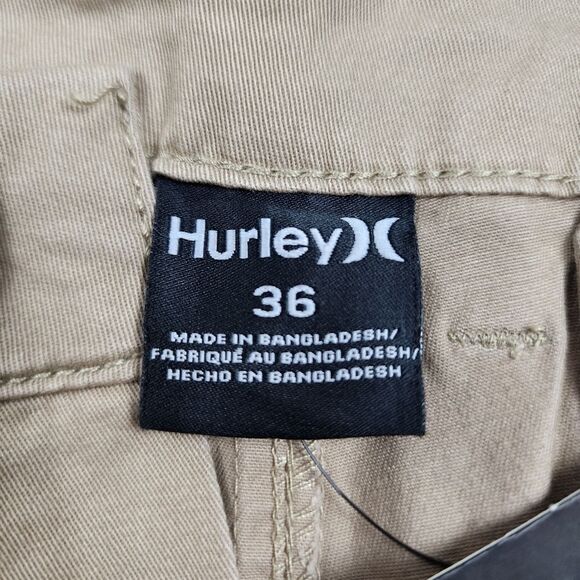 Hurley
36
MADE IN BANGLADESH/
FABRIQUÉ AU BANGLADESH/
HECHO EN BANGLADESH